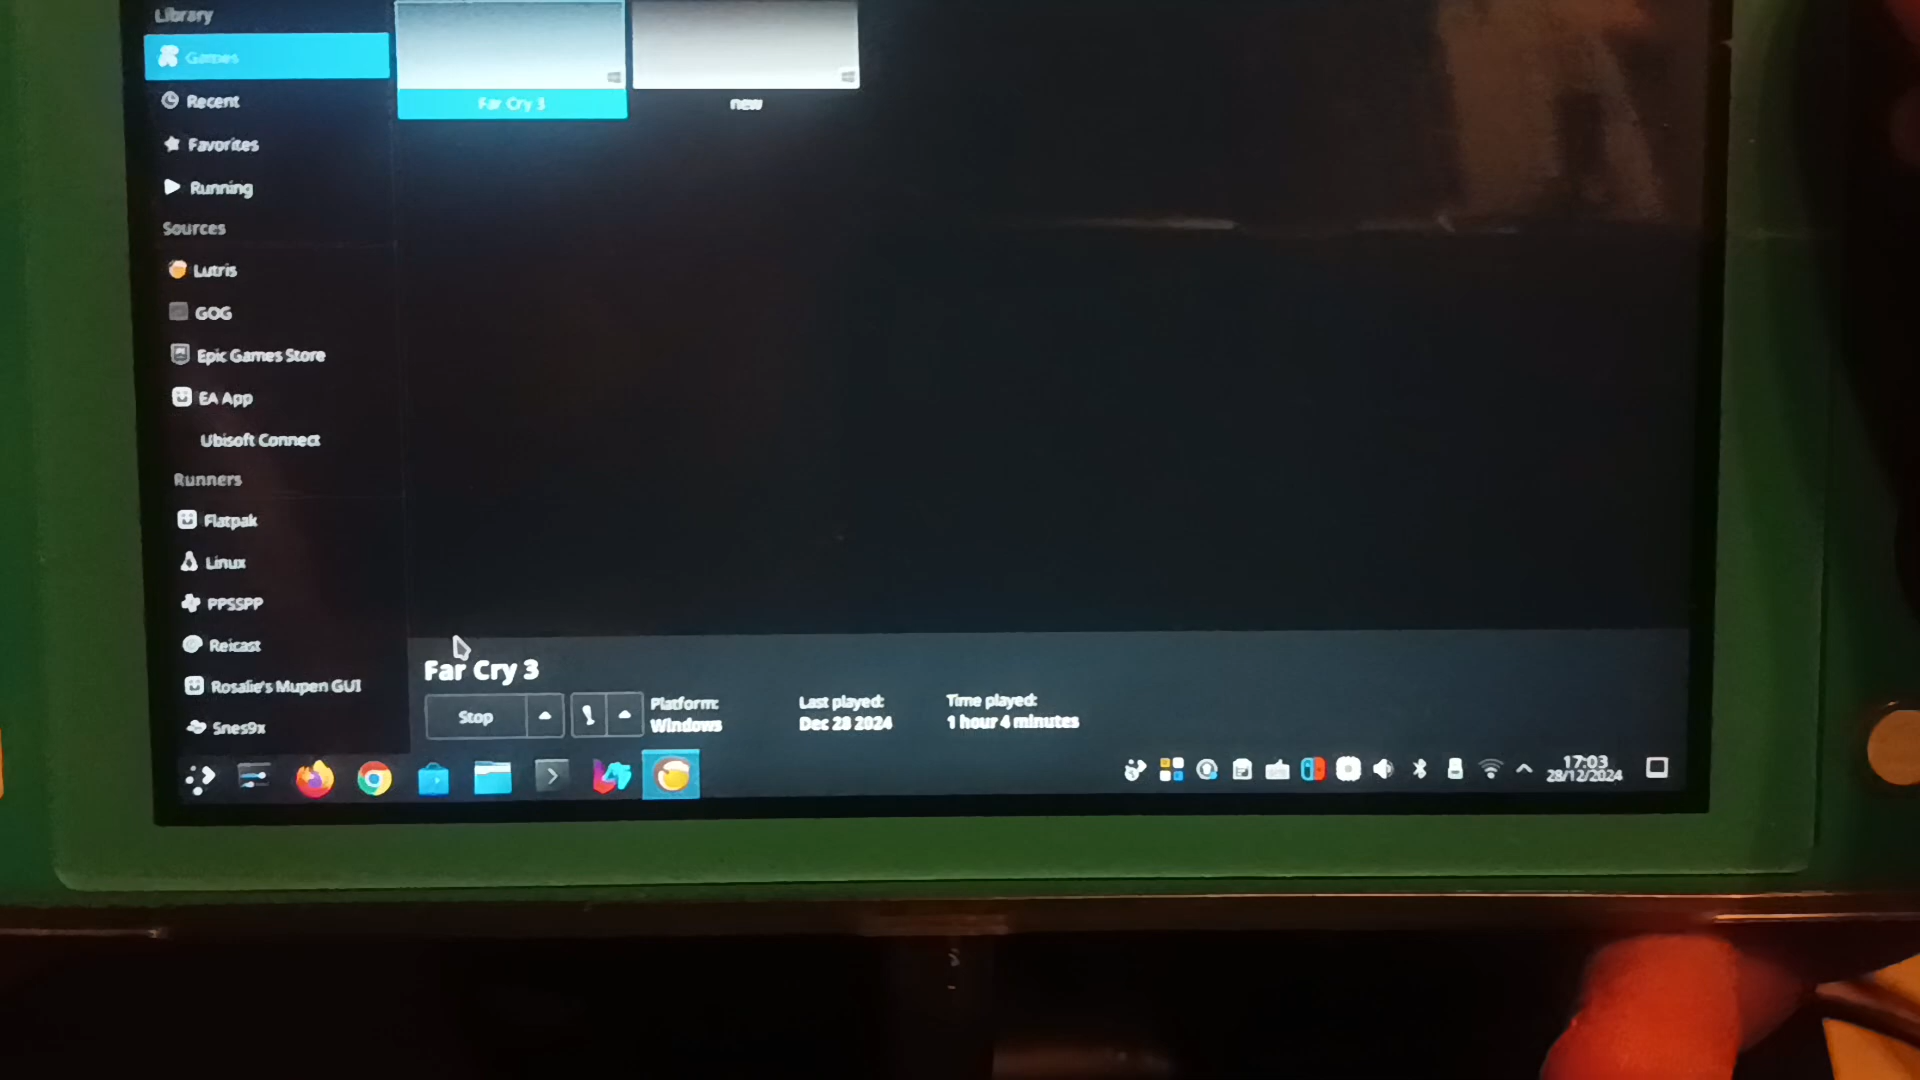 Library
Games
Recent
Favorites
Running
Sources
Lutris
GOG
Epic Games Store
EA App
Ubisoft Connect
Runners
Flatpak
Linux
PPSSPP
Reicast
Rosalie's Mupen GUI
Snes9x
Far Cry 3
new
Far Cry 3
Stop
Platform:
Windows
Last played:
Dec 28 2024
Time played:
1 hour 4 minutes
17:03
28/12/2024